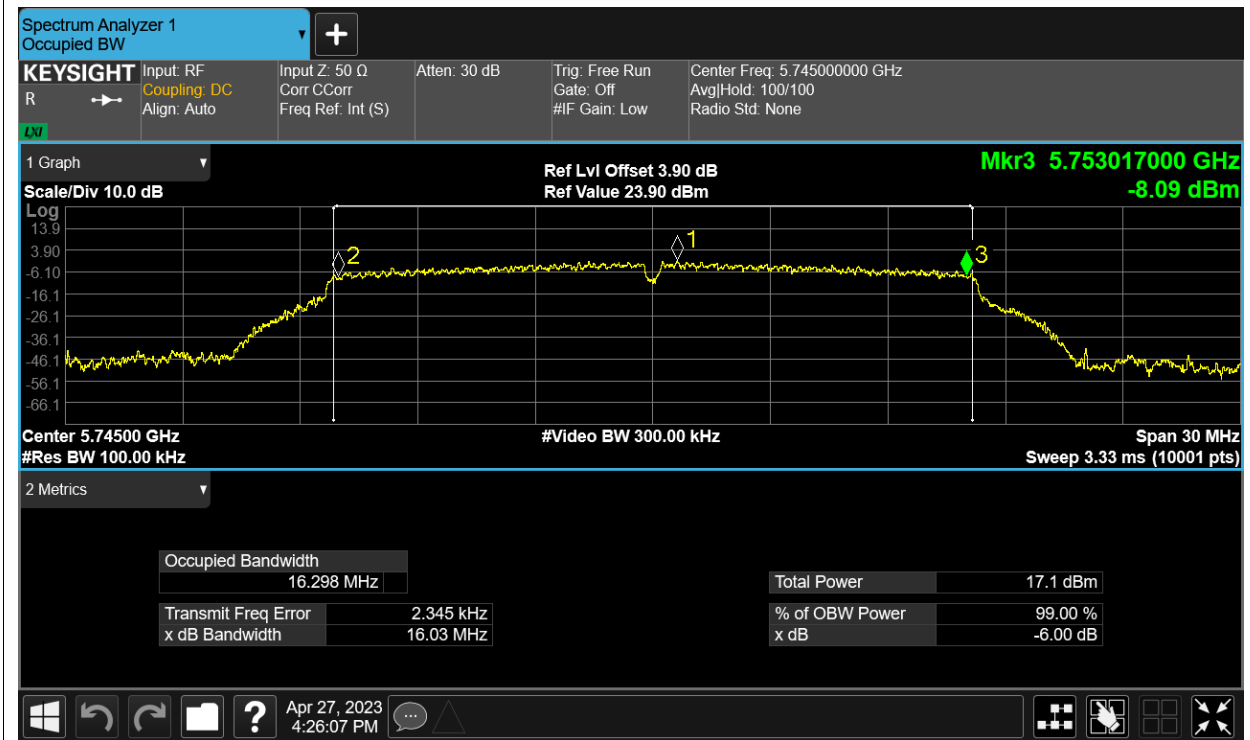 Spectrum Analyzer 1
Occupied BW
+
KEYSIGHT Input: RF Input Z: 50 Ω Atten: 30 dB Trig: Free Run Center Freq: 5.745000000 GHz
R Coupling: DC Corr CCorr Gate: Off Avg|Hold: 100/100
Align: Auto Freq Ref: Int (S) #IF Gain: Low Radio Std: None
LXI
1 Graph Ref Lvl Offset 3.90 dB Mkr3 5.753017000 GHz
Scale/Div 10.0 dB Ref Value 23.90 dBm -8.09 dBm
Log
13.9
3.90
-6.10
-16.1
-26.1
-36.1
-46.1
-56.1
-66.1
2
1
3
Center 5.74500 GHz #Video BW 300.00 kHz Span 30 MHz
#Res BW 100.00 kHz Sweep 3.33 ms (10001 pts)
2 Metrics
Occupied Bandwidth
16.298 MHz Total Power 17.1 dBm
Transmit Freq Error 2.345 kHz % of OBW Power 99.00 %
x dB Bandwidth 16.03 MHz x dB -6.00 dB
? Apr 27, 2023
4:26:07 PM